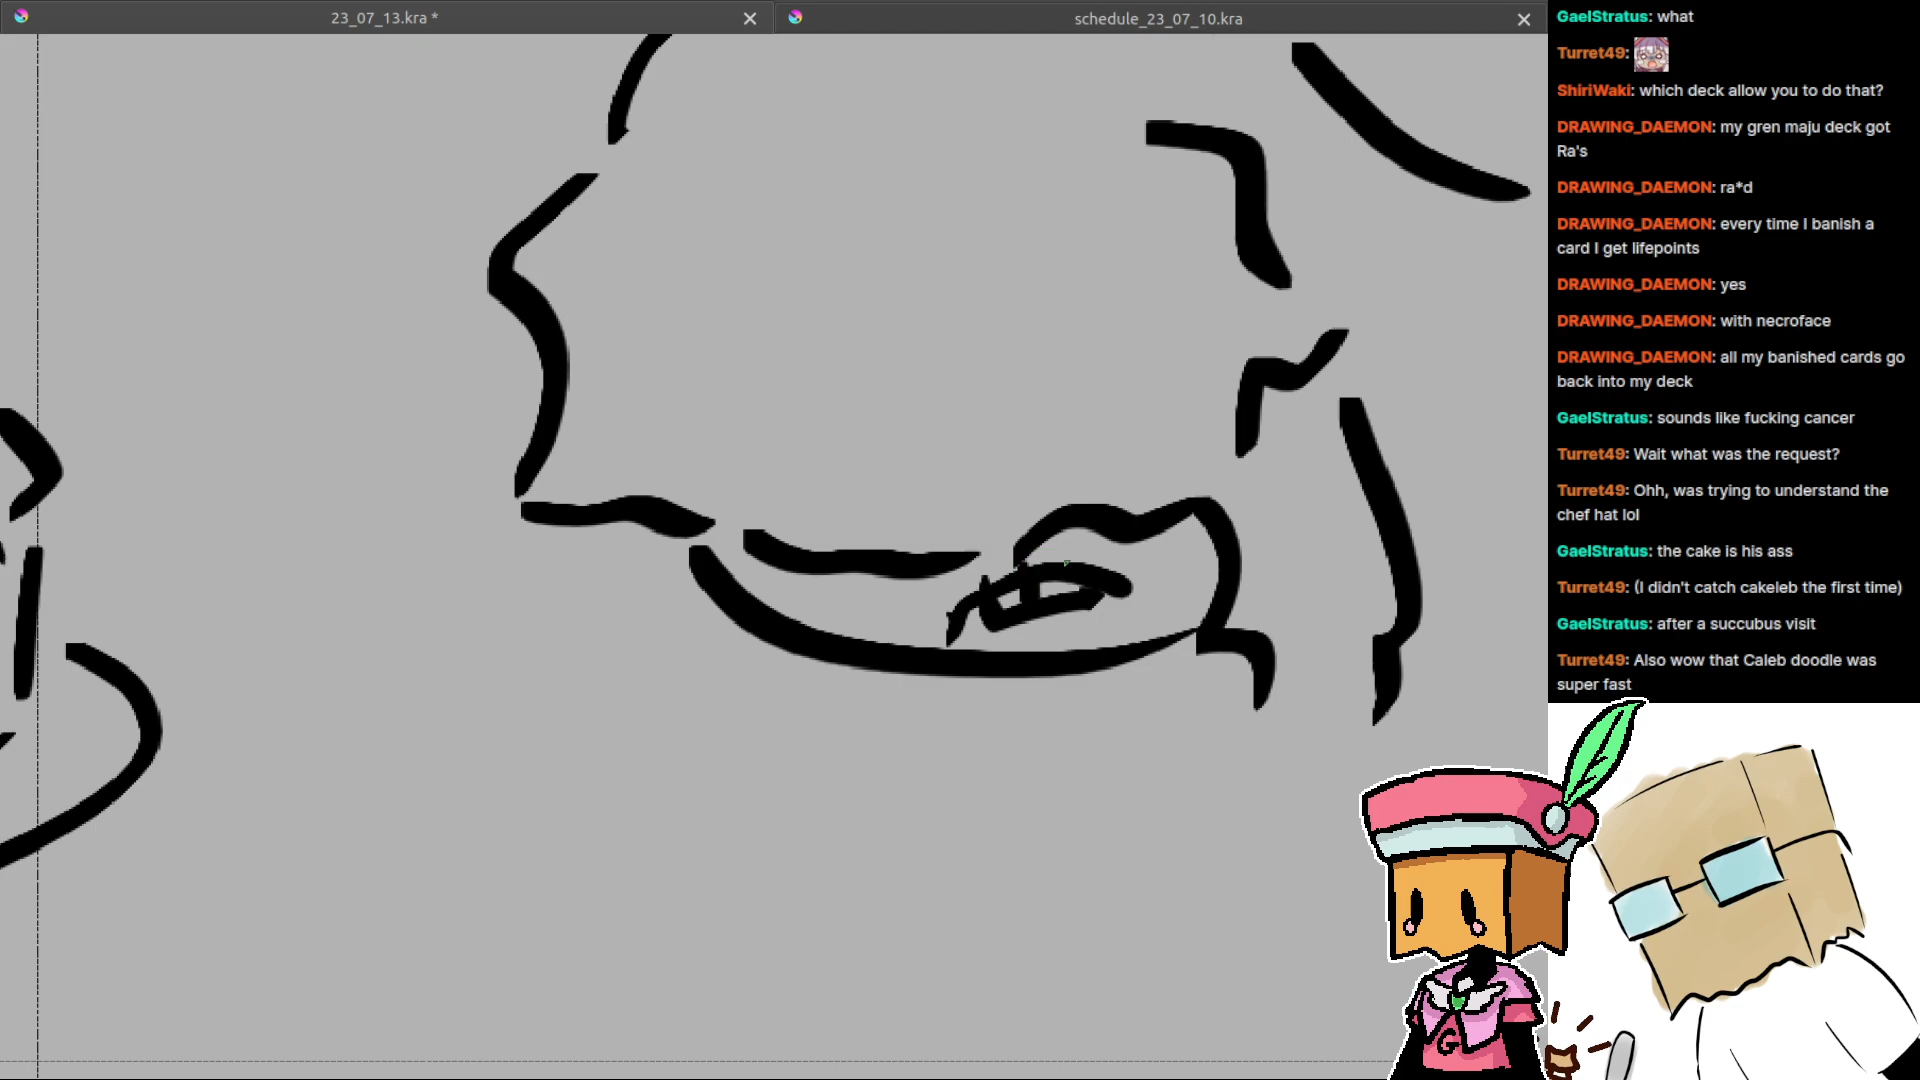 23_07_13.kra *
schedule_23_07_10.kra
GaelStratus: what
Turret49:
ShiriWaki: which deck allow you to do that?
DRAWING_DAEMON: my gren maju deck got
Ra's
DRAWING_DAEMON: ra*d
DRAWING_DAEMON: every time I banish a
card I get lifepoints
DRAWING_DAEMON: yes
DRAWING_DAEMON: with necroface
DRAWING_DAEMON: all my banished cards go
back into my deck
GaelStratus: sounds like fucking cancer
Turret49: Wait what was the request?
Turret49: Ohh, was trying to understand the
chef hat lol
GaelStratus: the cake is his ass
Turret49: (I didn't catch cakeleb the first time)
GaelStratus: after a succubus visit
Turret49: Also wow that Caleb doodle was
super fast
G